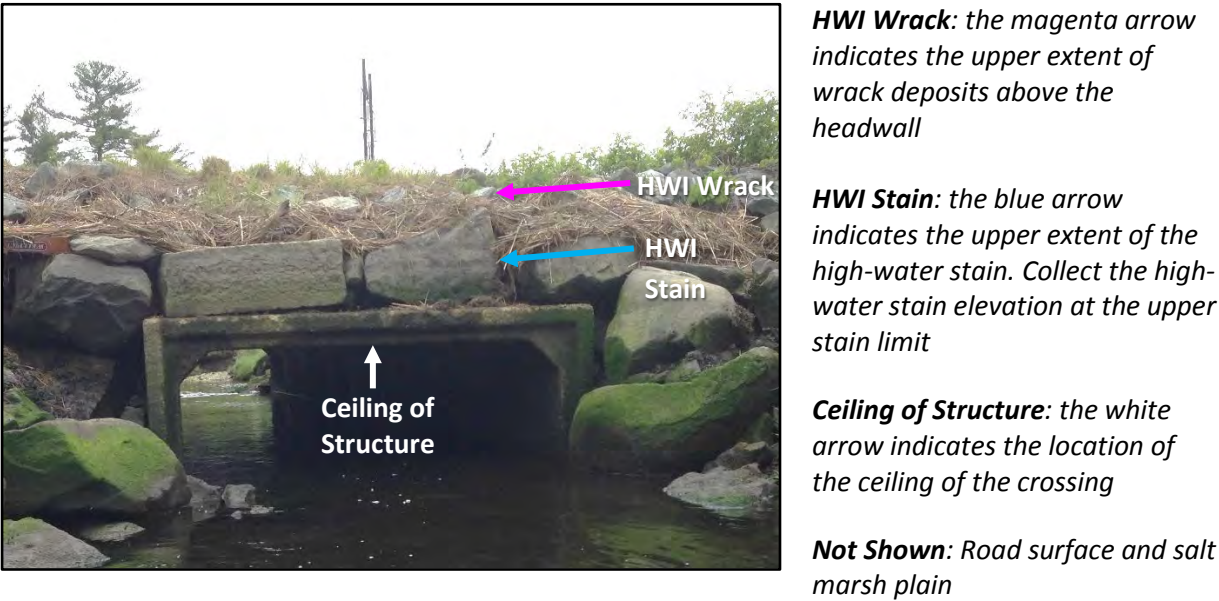 HWI Wrack
HWI
Stain
Ceiling of
Structure
HWI Wrack: the magenta arrow
indicates the upper extent of
wrack deposits above the
headwall
HWI Stain: the blue arrow
indicates the upper extent of the
high-water stain. Collect the high-
water stain elevation at the upper
stain limit
Ceiling of Structure: the white
arrow indicates the location of
the ceiling of the crossing
Not Shown: Road surface and salt
marsh plain